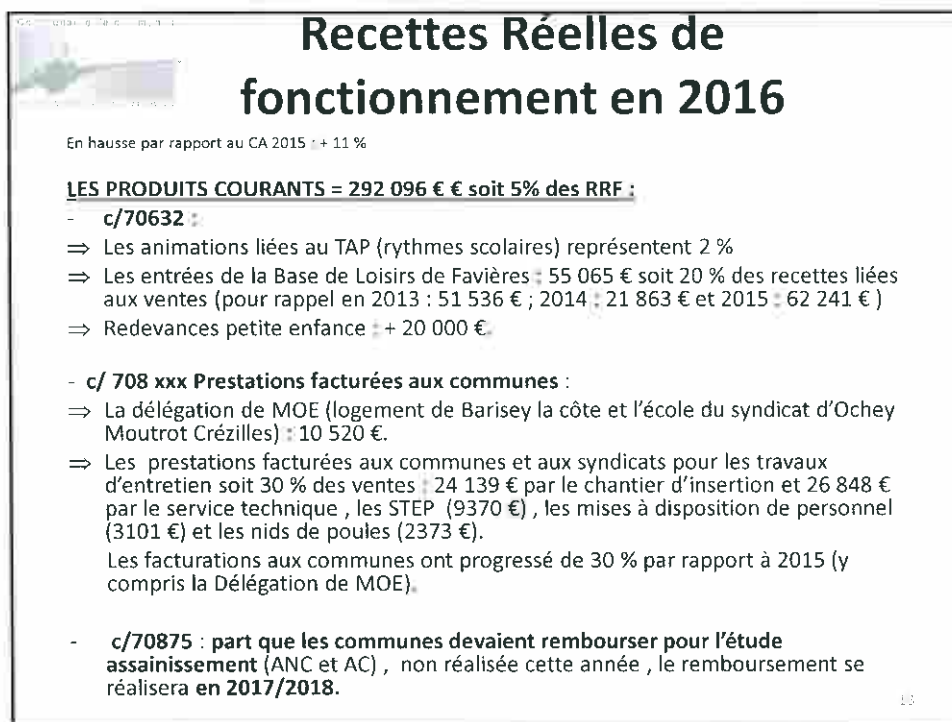 Recettes Réelles de
fonctionnement en 2016
En hausse par rapport au CA 2015 : + 11 %
LES PRODUITS COURANTS = 292 096 € € soit 5% des RRF :
- c/70632 :
⇒ Les animations liées au TAP (rythmes scolaires) représentent 2 %
⇒ Les entrées de la Base de Loisirs de Favières : 55 065 € soit 20 % des recettes liées
aux ventes (pour rappel en 2013 : 51 536 € ; 2014 : 21 863 € et 2015 : 62 241 € )
⇒ Redevances petite enfance : + 20 000 €.
- c/ 708 xxx Prestations facturées aux communes :
⇒ La délégation de MOE (logement de Barisey la côte et l'école du syndicat d'Ochey
Moutrot Crézilles) : 10 520 €.
⇒ Les prestations facturées aux communes et aux syndicats pour les travaux
d'entretien soit 30 % des ventes : 24 139 € par le chantier d'insertion et 26 848 €
par le service technique , les STEP (9370 €) , les mises à disposition de personnel
(3101 €) et les nids de poules (2373 €).
Les facturations aux communes ont progressé de 30 % par rapport à 2015 (y
compris la Délégation de MOE).
- c/70875 : part que les communes devaient rembourser pour l'étude
assainissement (ANC et AC) , non réalisée cette année , le remboursement se
réalisera en 2017/2018.